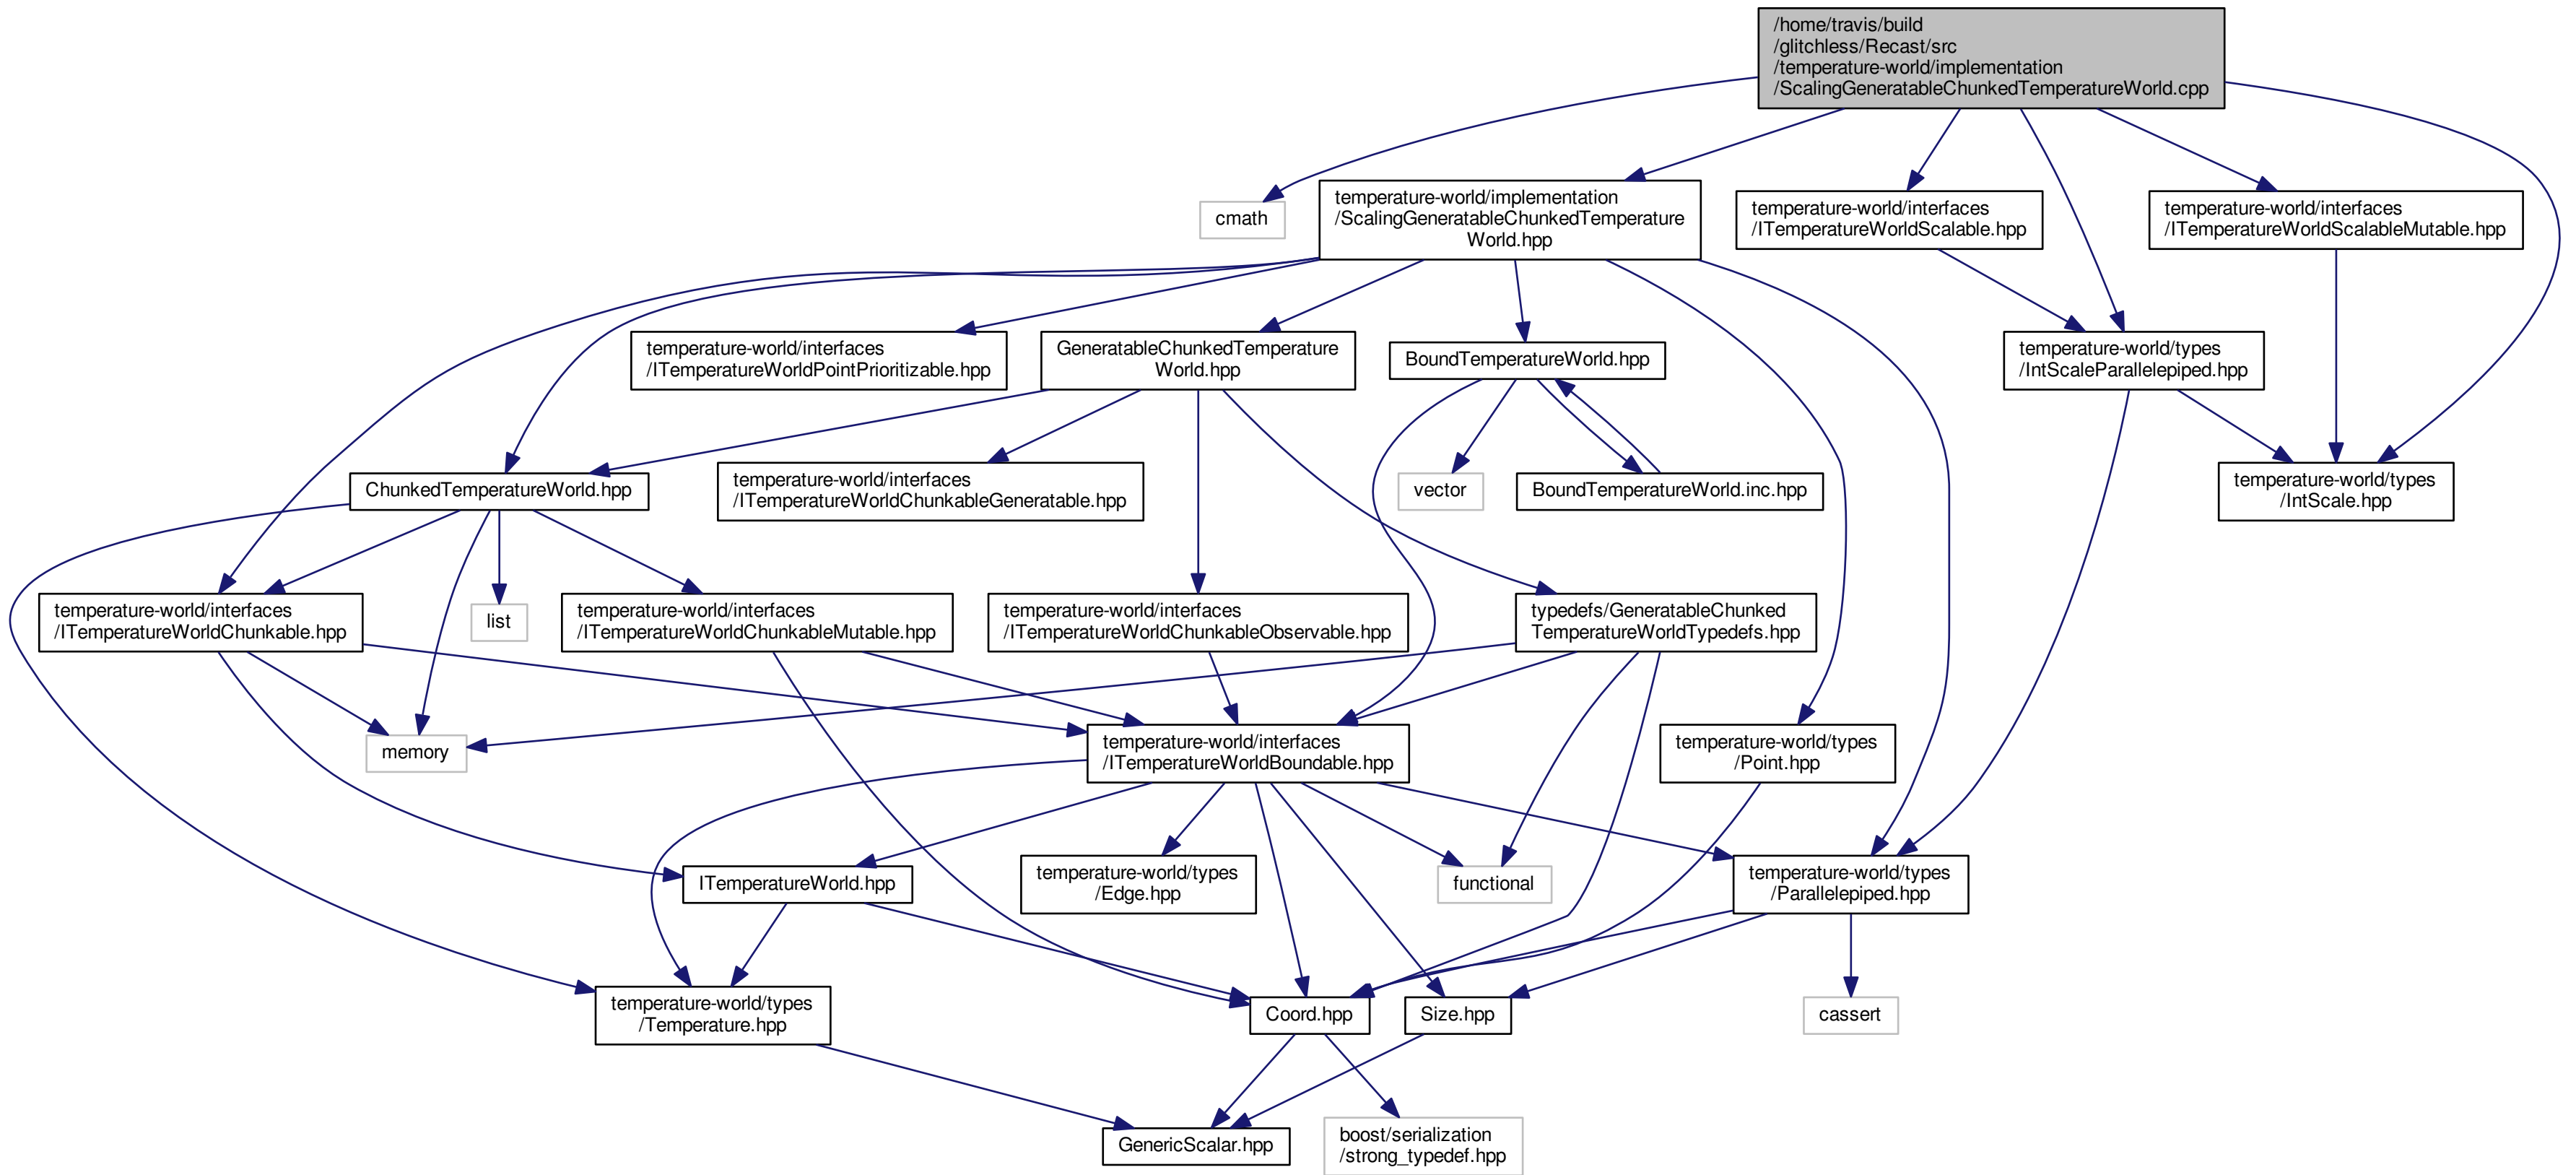 /home/travis/build
/glitchless/Recast/src
/temperature-world/implementation
/ScalingGeneratableChunkedTemperatureWorld.cpp
cmath
temperature-world/implementation
/ScalingGeneratableChunkedTemperature
World.hpp
temperature-world/interfaces
/ITemperatureWorldScalable.hpp
temperature-world/interfaces
/ITemperatureWorldScalableMutable.hpp
temperature-world/interfaces
/ITemperatureWorldPointPrioritizable.hpp
GeneratableChunkedTemperature
World.hpp
BoundTemperatureWorld.hpp
temperature-world/types
/IntScaleParallelepiped.hpp
ChunkedTemperatureWorld.hpp
temperature-world/interfaces
/ITemperatureWorldChunkableGeneratable.hpp
vector
BoundTemperatureWorld.inc.hpp
temperature-world/types
/IntScale.hpp
temperature-world/interfaces
/ITemperatureWorldChunkable.hpp
list
temperature-world/interfaces
/ITemperatureWorldChunkableMutable.hpp
temperature-world/interfaces
/ITemperatureWorldChunkableObservable.hpp
typedefs/GeneratableChunked
TemperatureWorldTypedefs.hpp
memory
temperature-world/interfaces
/ITemperatureWorldBoundable.hpp
temperature-world/types
/Point.hpp
ITemperatureWorld.hpp
temperature-world/types
/Edge.hpp
functional
temperature-world/types
/Parallelepiped.hpp
temperature-world/types
/Temperature.hpp
Coord.hpp
Size.hpp
cassert
GenericScalar.hpp
boost/serialization
/strong_typedef.hpp